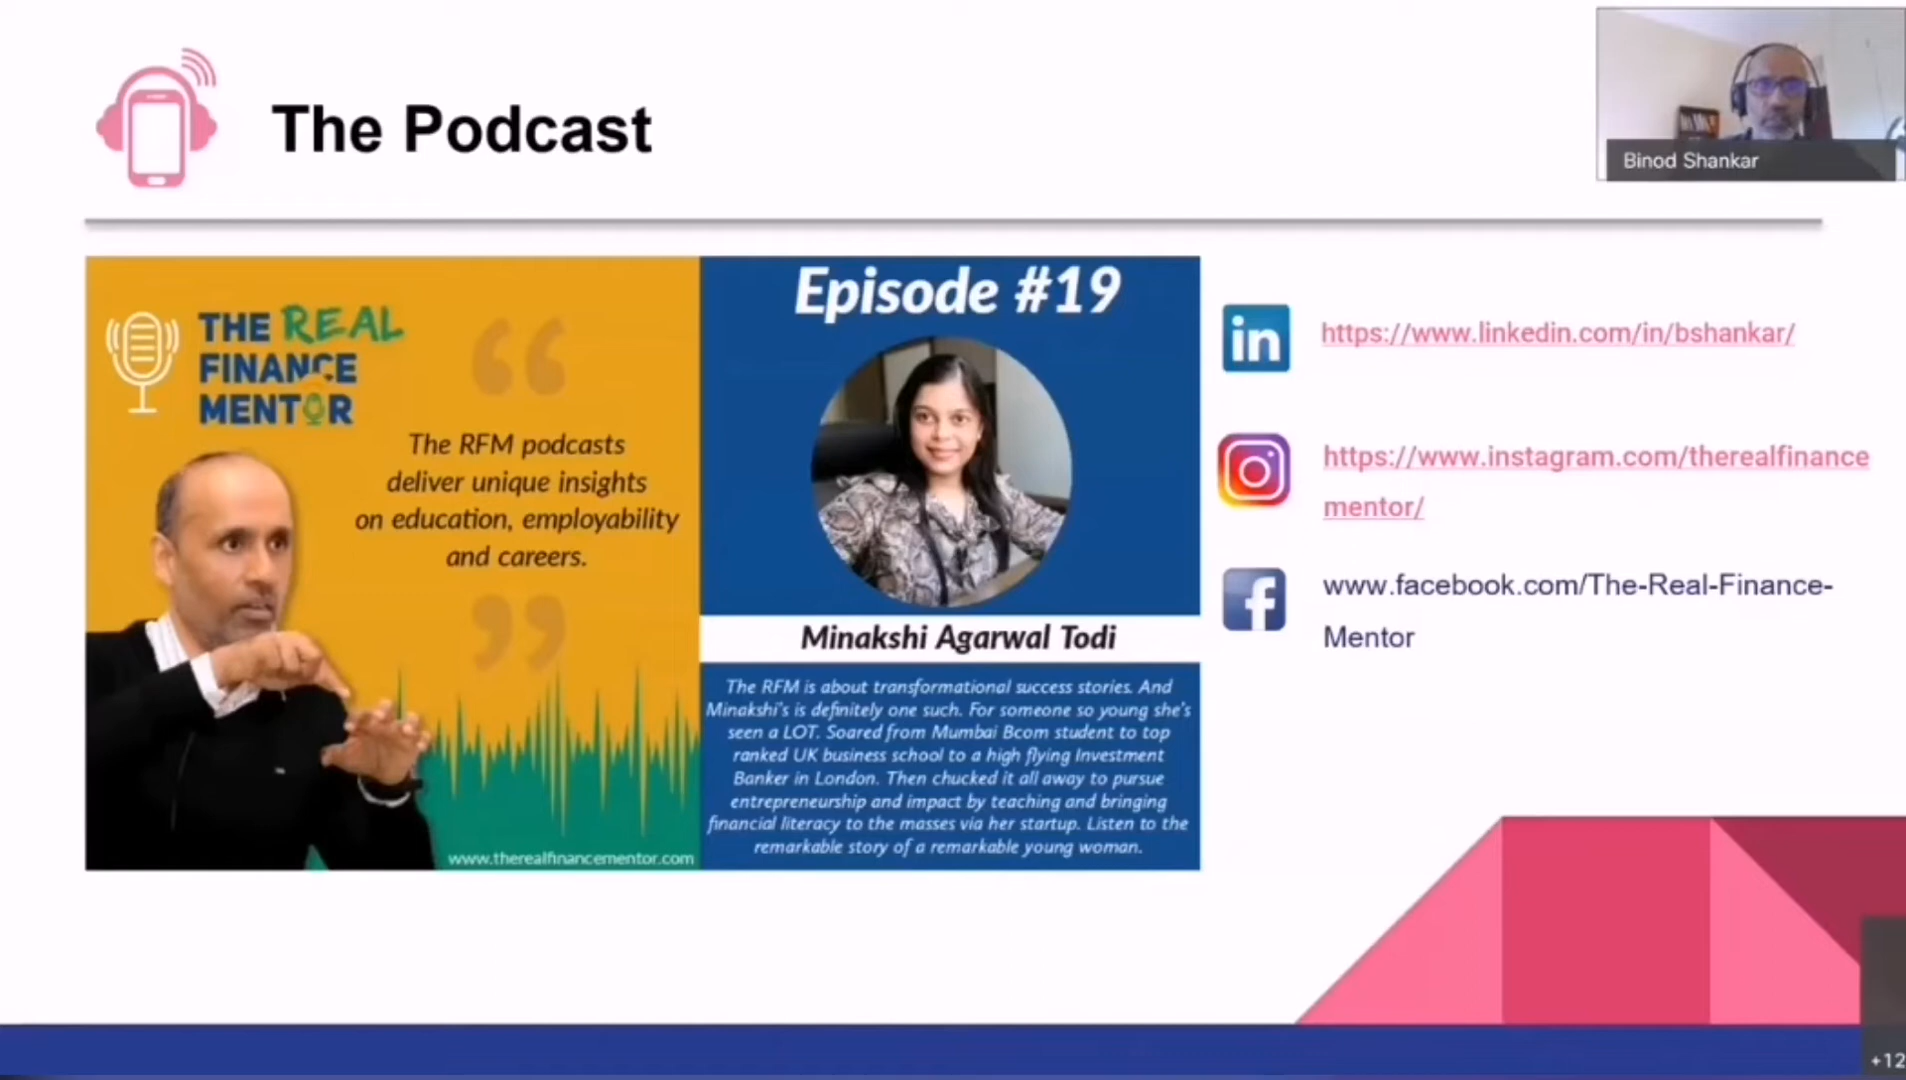 The Podcast
Binod Shankar
THE REAL
FINANCE
MENTOR
“
The RFM podcasts
deliver unique insights
on education, employability
and careers.
”
www.therealfinancementor.com
Episode #19
Minakshi Agarwal Todi
The RFM is about transformational success stories. And
Minakshi's is definitely one such. For someone so young she's
seen a LOT. Soared from Mumbai Bcom student to top
ranked UK business school to a high flying Investment
Banker in London. Then chucked it all away to pursue
entrepreneurship and impact by teaching and bringing
financial literacy to the masses via her startup. Listen to the
remarkable story of a remarkable young woman.
in
https://www.linkedin.com/in/bshankar/
https://www.instagram.com/therealfinance
mentor/
f
www.facebook.com/The-Real-Finance-
Mentor
+12